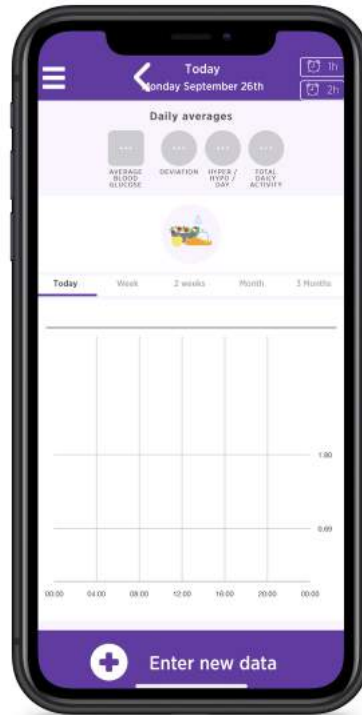 Today
Monday September 26th
1h
2h
Daily averages
AVERAGE BLOOD GLUCOSE
DEVIATION
HYPER / HYPO / DAY
TOTAL DAILY ACTIVITY
Today Week 2 weeks Month 3 Months
1.80
0.69
00:00 04:00 08:00 12:00 16:00 20:00 00:00
Enter new data